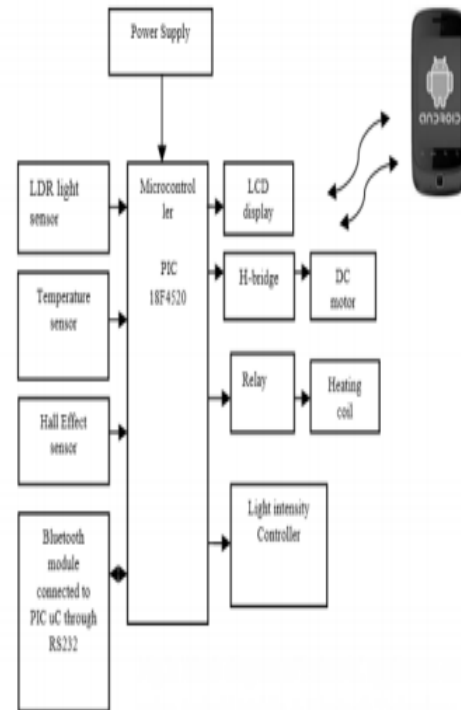 Power Supply
ANDROID
LDR light
sensor
Microcontrol
ler
PIC
18F4520
LCD
display
Temperature
sensor
H-bridge
DC
motor
Hall Effect
sensor
Relay
Heating
coil
Bluetooth
module
connected to
PIC uC through
RS232
Light intensity
Controller